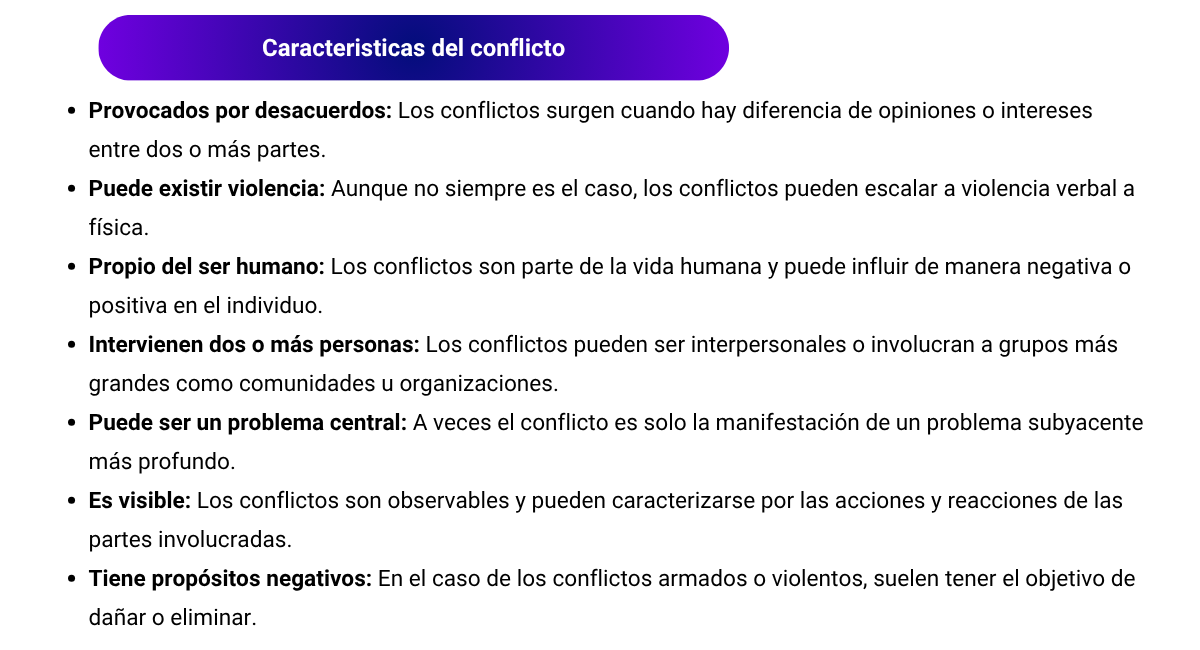 Caracteristicas del conflicto
• Provocados por desacuerdos: Los conflictos surgen cuando hay diferencia de opiniones o intereses
entre dos o más partes.
• Puede existir violencia: Aunque no siempre es el caso, los conflictos pueden escalar a violencia verbal a
física.
• Propio del ser humano: Los conflictos son parte de la vida humana y puede influir de manera negativa o
positiva en el individuo.
• Intervienen dos o más personas: Los conflictos pueden ser interpersonales o involucran a grupos más
grandes como comunidades u organizaciones.
• Puede ser un problema central: A veces el conflicto es solo la manifestación de un problema subyacente
más profundo.
• Es visible: Los conflictos son observables y pueden caracterizarse por las acciones y reacciones de las
partes involucradas.
• Tiene propósitos negativos: En el caso de los conflictos armados o violentos, suelen tener el objetivo de
dañar o eliminar.